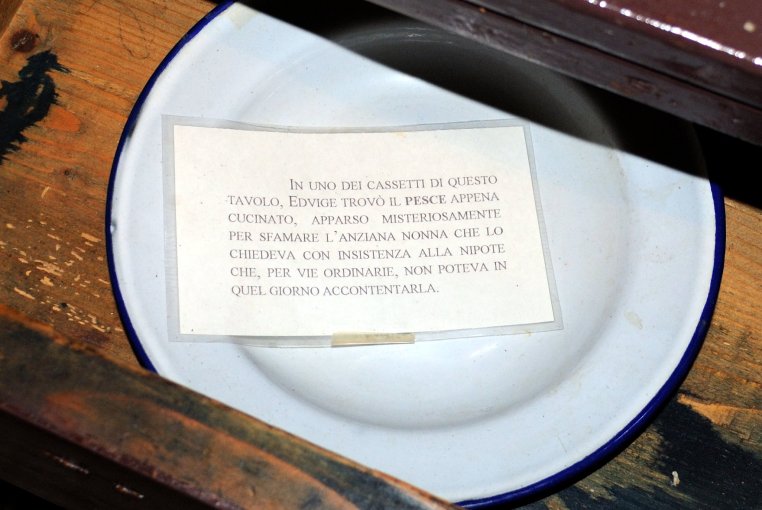 In uno dei cassetti di questo
tavolo, Edvige trovò il pesce appena
cucinato, apparso misteriosamente
per sfamare l'anziana nonna che lo
chiedeva con insistenza alla nipote
che, per vie ordinarie, non poteva in
quel giorno accontentarla.